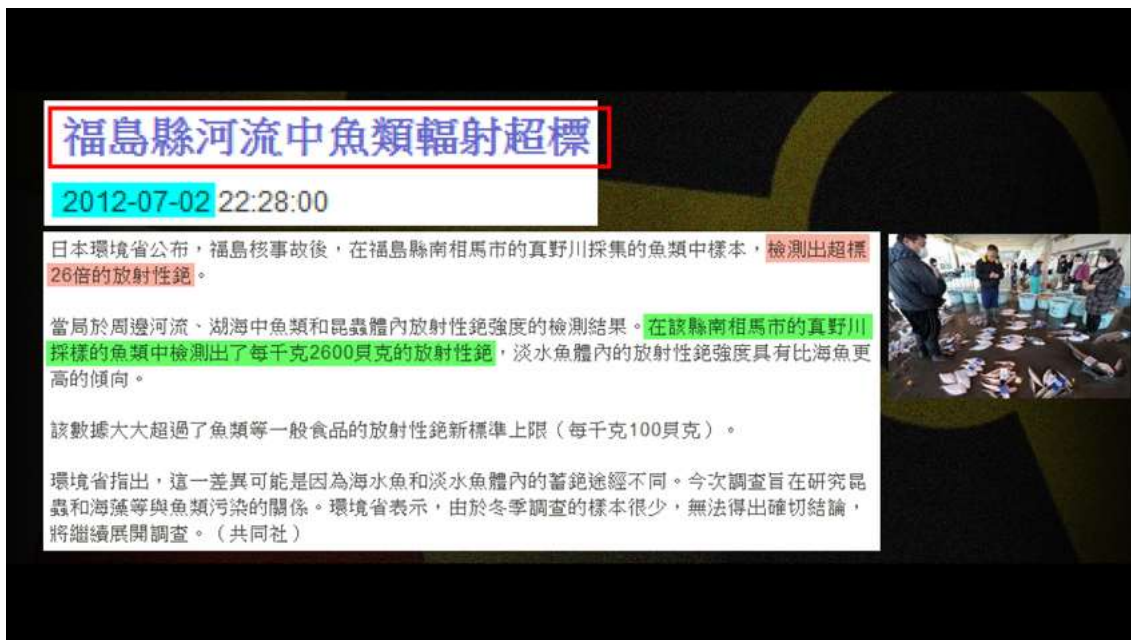 福島縣河流中魚類輻射超標
2012-07-02 22:28:00
日本環境省公布，福島核事故後，在福島縣南相馬市的真野川採集的魚類中樣本，檢測出超標
26倍的放射性銫。
當局於周邊河流、湖海中魚類和昆蟲體內放射性銫強度的檢測結果。在該縣南相馬市的真野川
採樣的魚類中檢測出了每千克2600貝克的放射性銫，淡水魚體內的放射性銫強度具有比海魚更
高的傾向。
該數據大大超過了魚類等一般食品的放射性銫新標準上限（每千克100貝克）。
環境省指出，這一差異可能是因為海水魚和淡水魚體內的蓄銫途經不同。今次調查旨在研究昆
蟲和海藻等與魚類污染的關係。環境省表示，由於冬季調查的樣本很少，無法得出確切結論，
將繼續展開調查。（共同社）